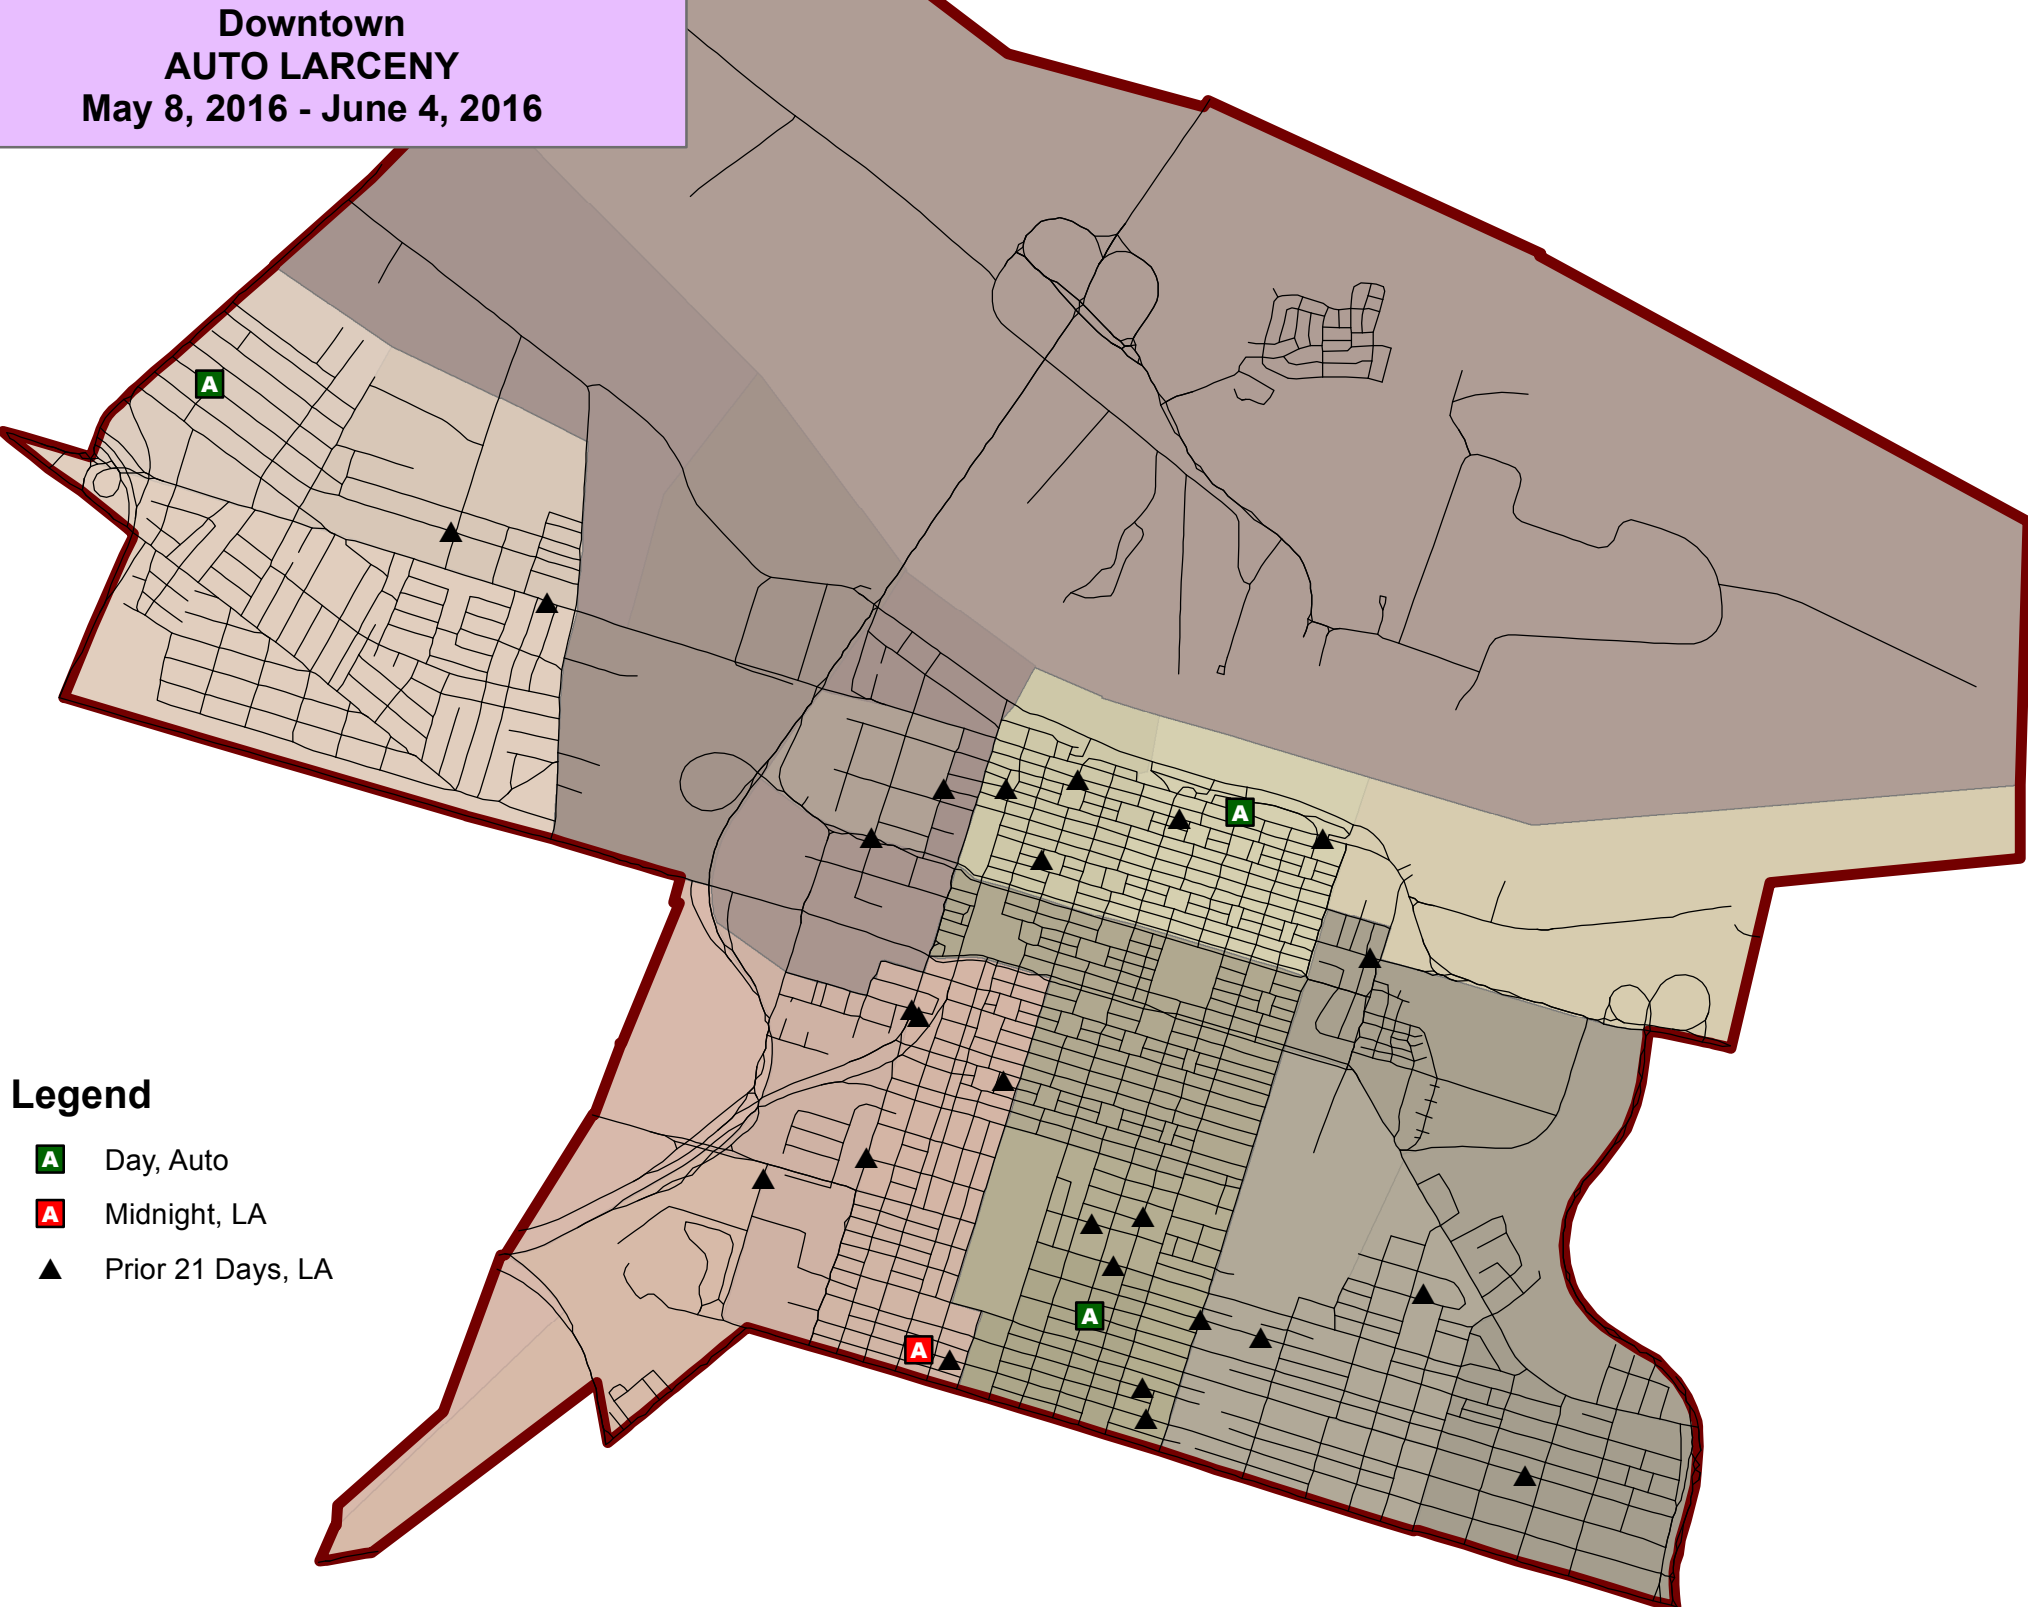 Downtown
AUTO LARCENY
May 8, 2016 - June 4, 2016
A
A
A
A
Legend
A Day, Auto
A Midnight, LA
Prior 21 Days, LA